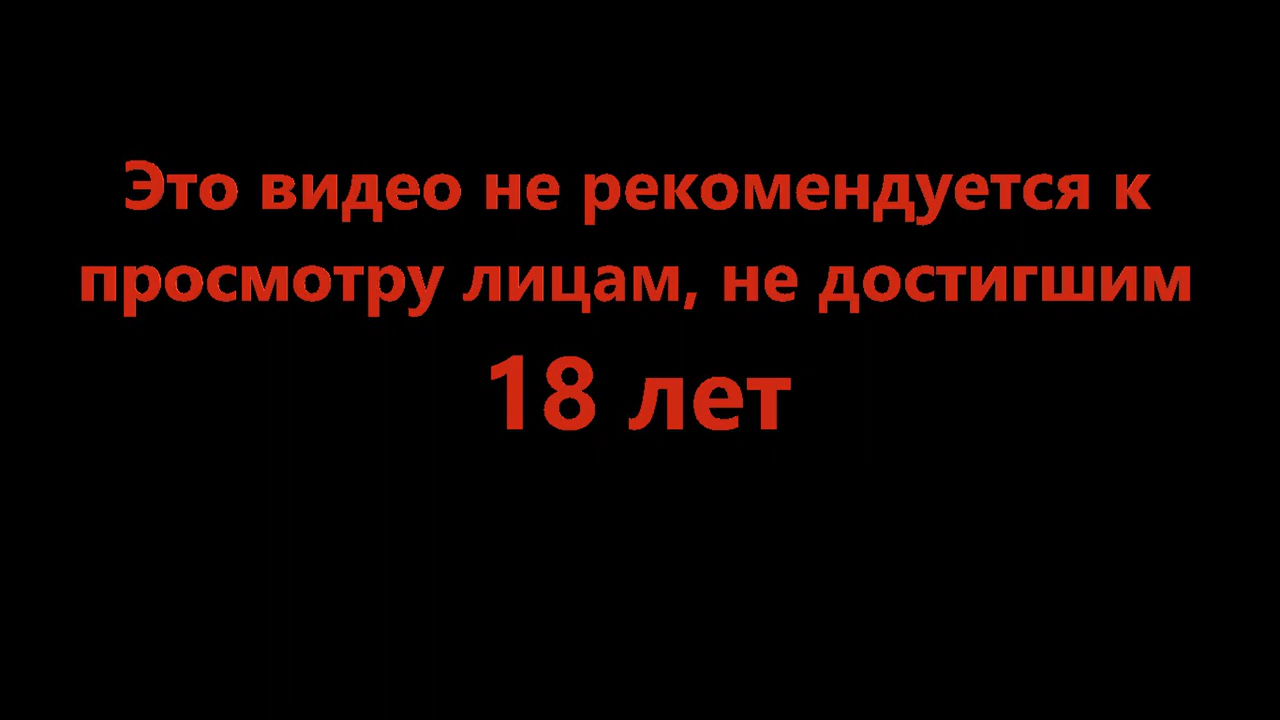 Это видео не рекомендуется к
просмотру лицам, не достигшим
18 лет